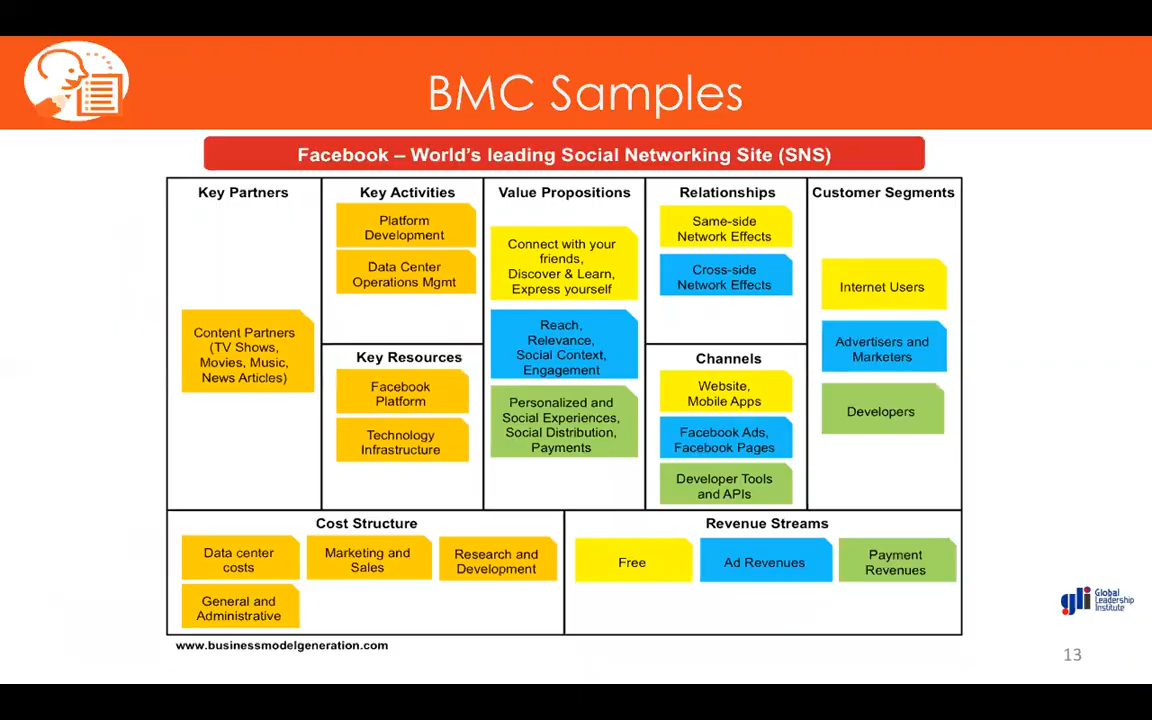 BMC Samples
Facebook – World's leading Social Networking Site (SNS)
Key Partners
Content Partners
(TV Shows,
Movies, Music,
News Articles)
Key Activities
Platform
Development
Data Center
Operations Mgmt
Key Resources
Facebook
Platform
Technology
Infrastructure
Value Propositions
Connect with your
friends,
Discover & Learn,
Express yourself
Reach,
Relevance,
Social Context,
Engagement
Personalized and
Social Experiences,
Social Distribution,
Payments
Relationships
Same-side
Network Effects
Cross-side
Network Effects
Channels
Website,
Mobile Apps
Facebook Ads,
Facebook Pages
Developer Tools
and APIs
Customer Segments
Internet Users
Advertisers and
Marketers
Developers
Cost Structure
Data center
costs
Marketing and
Sales
Research and
Development
General and
Administrative
Revenue Streams
Free
Ad Revenues
Payment
Revenues
www.businessmodelgeneration.com
gli
Global
Leadership
Institute
13